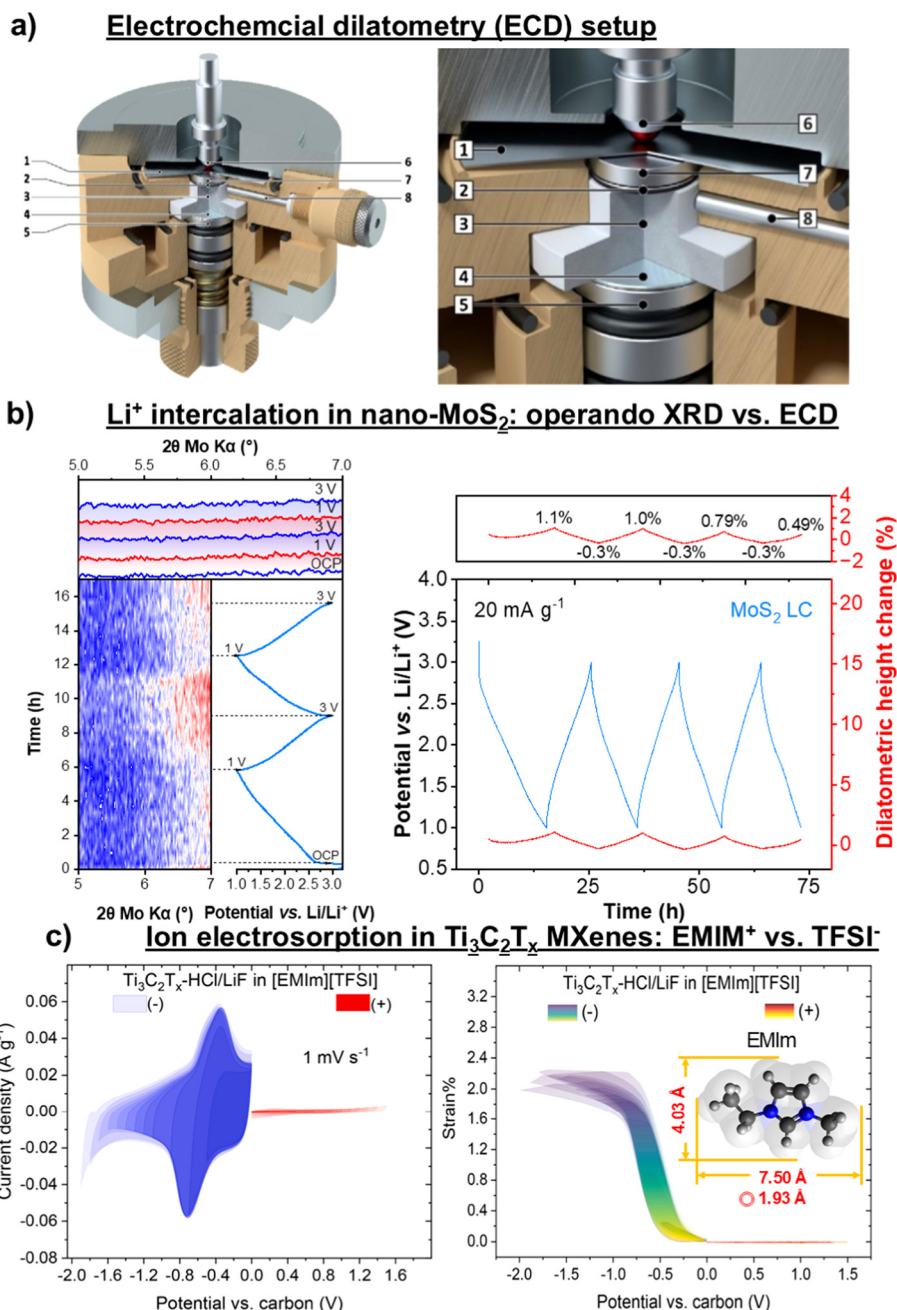 a) Electrochemcial dilatometry (ECD) setup
1
2
3
4
5
6
7
8
1
2
3
4
5
6
7
8
b) Li⁺ intercalation in nano-MoS₂: operando XRD vs. ECD
2θ Mo Kα (°)
5.0 5.5 6.0 6.5 7.0
3 V
1 V
3 V
1 V
OCP
Time (h)
16
14
12
10
8
6
4
2
0
3 V
1 V
3 V
1 V
OCP
5 6 7 1.0 1.5 2.0 2.5 3.0
2θ Mo Kα (°) Potential vs. Li/Li⁺ (V)
1.1% 1.0% 0.79% 0.49%
-0.3% -0.3% -0.3%
4
2
0
−2
20 mA g⁻¹ MoS₂ LC
Potential vs. Li/Li⁺ (V)
4.0
3.5
3.0
2.5
2.0
1.5
1.0
0.5
20
15
10
5
0
Dilatometric height change (%)
0 25 50 75
Time (h)
c) Ion electrosorption in Ti₃C₂Tₓ MXenes: EMIM⁺ vs. TFSI⁻
Ti₃C₂Tₓ-HCl/LiF in [EMIm][TFSI]
(-) (+)
1 mV s⁻¹
Current density (A g⁻¹)
0.06
0.04
0.02
0.00
-0.02
-0.04
-0.06
-0.08
-2.0 -1.6 -1.2 -0.8 -0.4 0.0 0.4 0.8 1.2 1.6
Potential vs. carbon (V)
Ti₃C₂Tₓ-HCl/LiF in [EMIm][TFSI]
(-) (+)
EMIm
4.03 Å
7.50 Å
1.93 Å
Strain%
3.2
2.8
2.4
2.0
1.6
1.2
0.8
0.4
0.0
-2.0 -1.5 -1.0 -0.5 0.0 0.5 1.0 1.5
Potential vs. carbon (V)